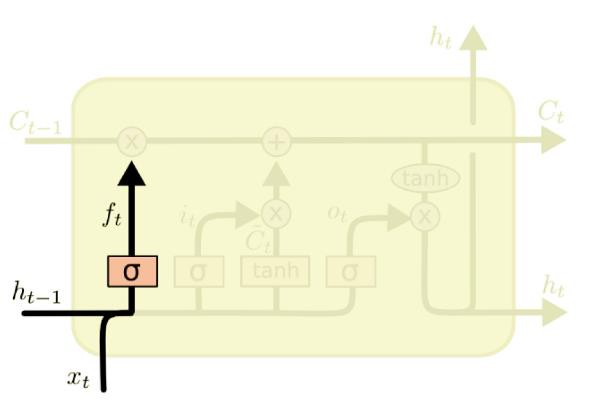 h_t
C_{t-1}
C_t
x
+
tanh
f_t
i_t
x
o_t
x
C̃_t
σ
σ
tanh
σ
h_{t-1}
h_t
x_t